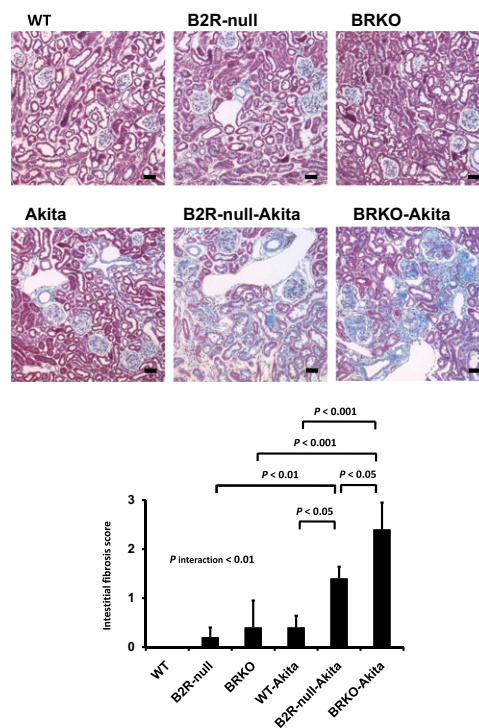 WT B2R-null BRKO
Akita B2R-null-Akita BRKO-Akita
P < 0.001
P < 0.001
P < 0.01 P < 0.05
P < 0.05
3
2
1
0
P interaction < 0.01
Intestitial fibrosis score
WT B2R-null BRKO WT-Akita B2R-null-Akita BRKO-Akita